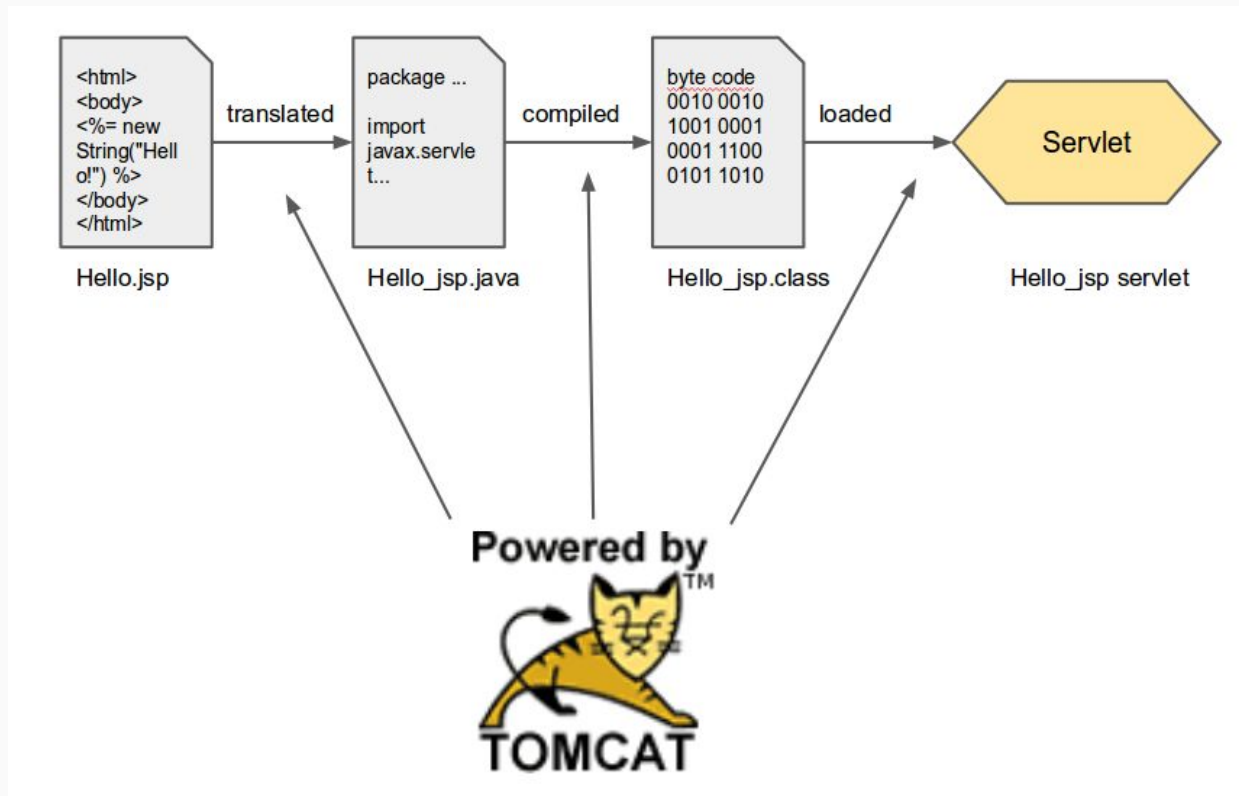 <html>
<body>
<%= new
String("Hell
o!") %>
</body>
</html>
translated
package ...
import
javax.servle
t...
compiled
byte code
0010 0010
1001 0001
0001 1100
0101 1010
loaded
Servlet
Hello.jsp
Hello_jsp.java
Hello_jsp.class
Hello_jsp servlet
Powered by
TM
TOMCAT